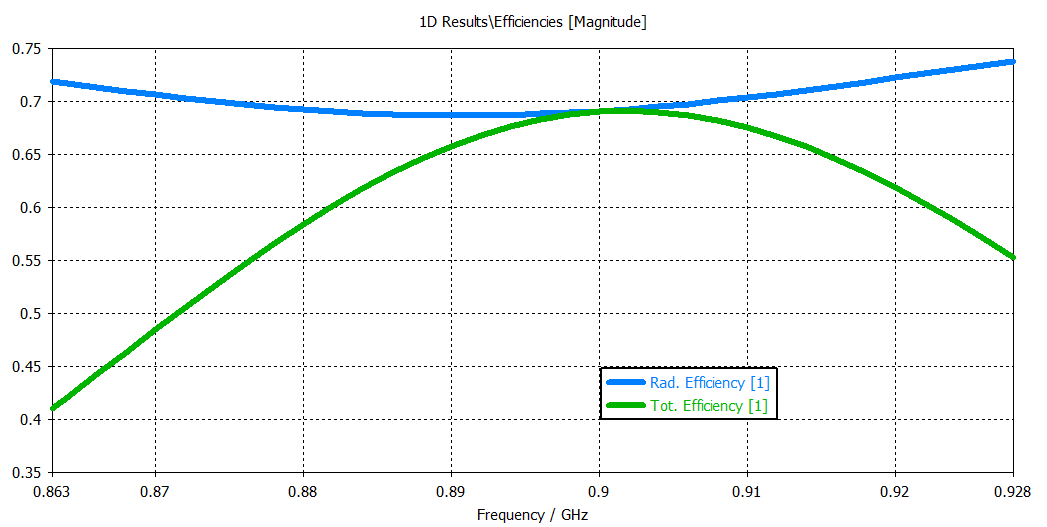 1D Results\Efficiencies [Magnitude]
0.75
0.7
0.65
0.6
0.55
0.5
0.45
0.4
0.35
Rad. Efficiency [1]
Tot. Efficiency [1]
0.863 0.87 0.88 0.89 0.9 0.91 0.92 0.928
Frequency / GHz